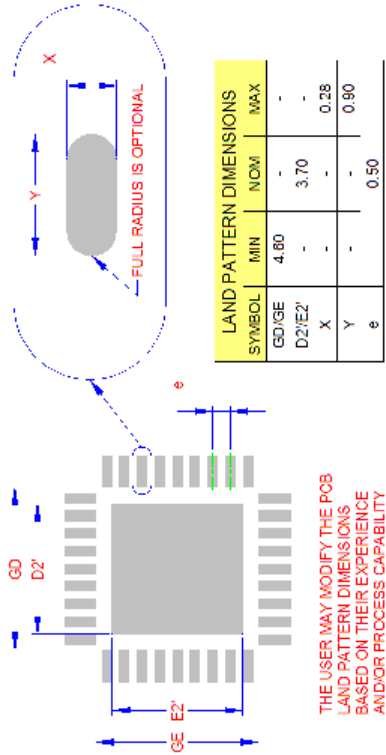 GD
D2'
GE
E2'
e
Y
X
FULL RADIUS IS OPTIONAL
THE USER MAY MODIFY THE PCB
LAND PATTERN DIMENSIONS
BASED ON THEIR EXPERIENCE
AND/OR PROCESS CAPABILITY
LAND PATTERN DIMENSIONS
SYMBOL MIN NOM MAX
GD/GE 4.60 - -
D2'/E2' - 3.70 -
X - - 0.28
Y - - 0.90
e 0.50